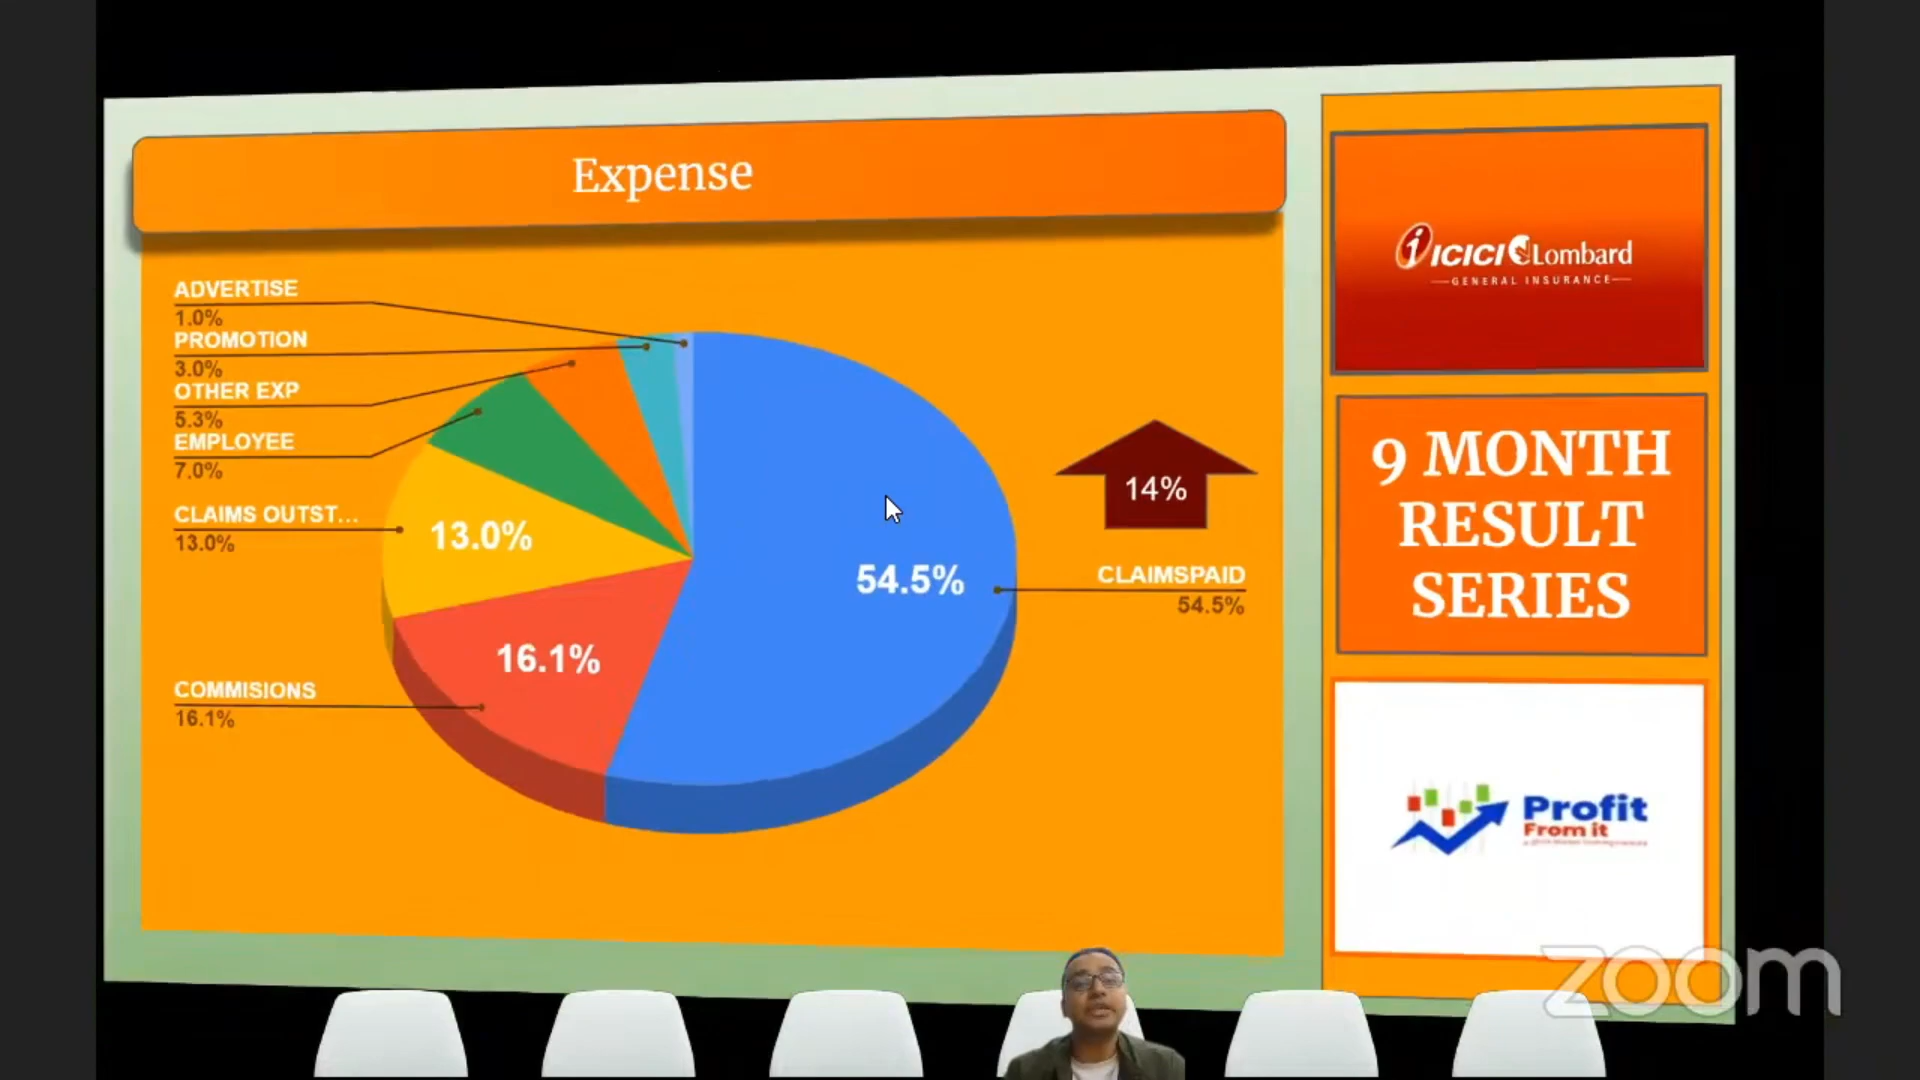 Expense
ADVERTISE
1.0%
PROMOTION
3.0%
OTHER EXP
5.3%
EMPLOYEE
7.0%
CLAIMS OUTST...
13.0%
COMMISIONS
16.1%
13.0%
16.1%
54.5%
14%
CLAIMSPAID
54.5%
i ICICI Lombard
GENERAL INSURANCE
9 MONTH
RESULT
SERIES
Profit
From it
zoom